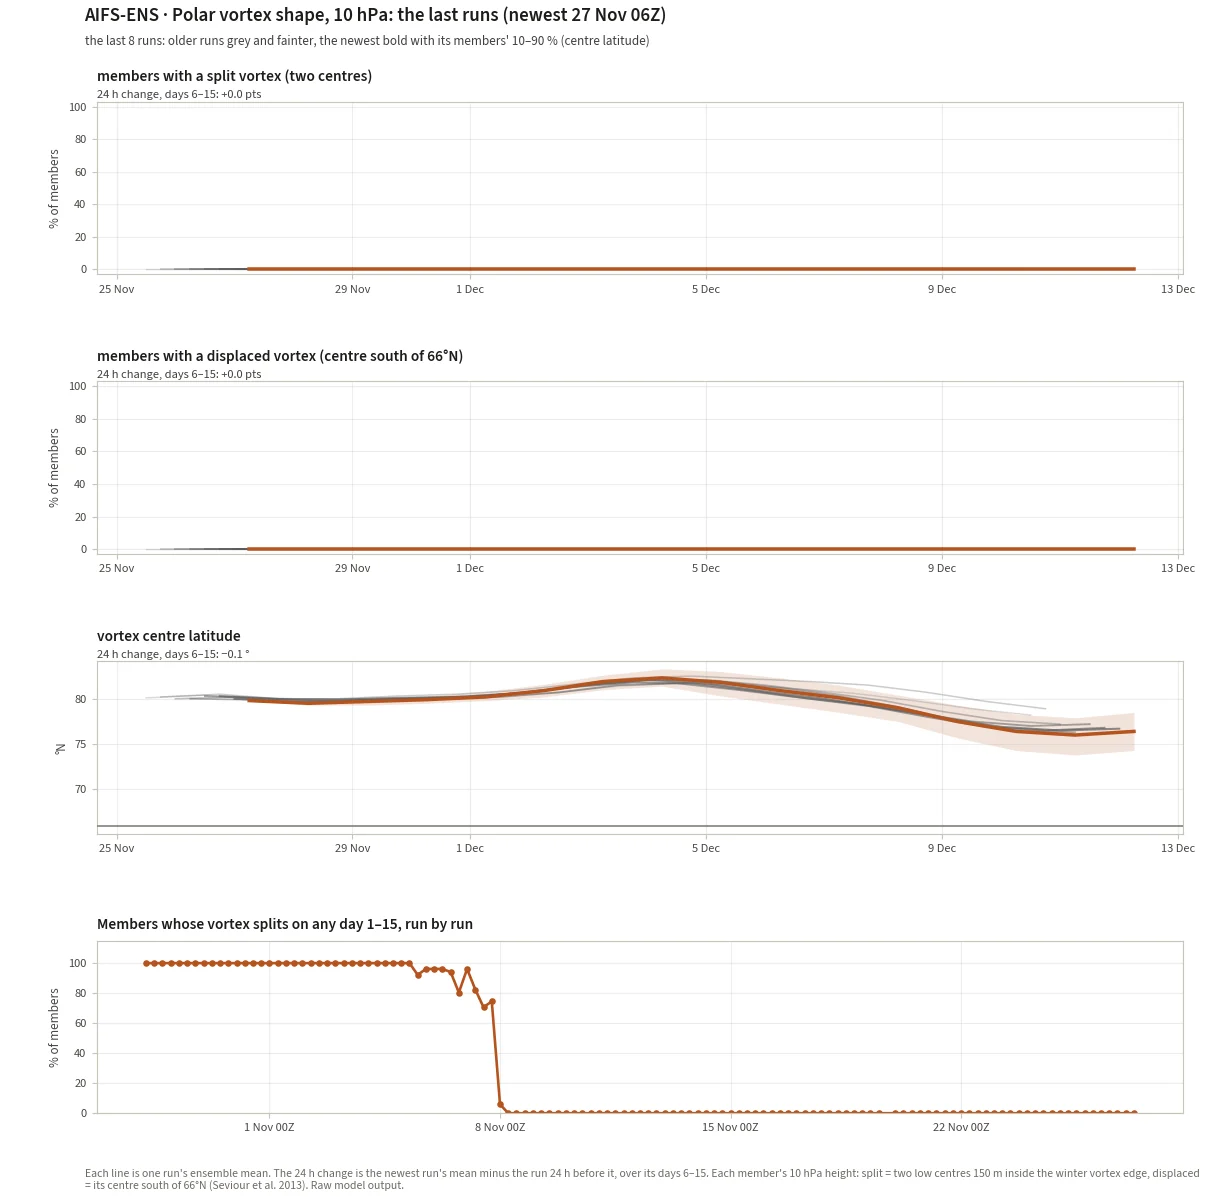 AIFS-ENS · Polar vortex shape, 10 hPa: the last runs (newest 27 Nov 06Z)
the last 8 runs: older runs grey and fainter, the newest bold with its members' 10–90 % (centre latitude)
members with a split vortex (two centres)
24 h change, days 6–15: +0.0 pts
100
80
60
40
20
0
% of members
25 Nov 29 Nov 1 Dec 5 Dec 9 Dec 13 Dec
members with a displaced vortex (centre south of 66°N)
24 h change, days 6–15: +0.0 pts
100
80
60
40
20
0
% of members
25 Nov 29 Nov 1 Dec 5 Dec 9 Dec 13 Dec
vortex centre latitude
24 h change, days 6–15: −0.1 °
80
75
70
°N
25 Nov 29 Nov 1 Dec 5 Dec 9 Dec 13 Dec
Members whose vortex splits on any day 1–15, run by run
100
80
60
40
20
0
% of members
1 Nov 00Z 8 Nov 00Z 15 Nov 00Z 22 Nov 00Z
Each line is one run's ensemble mean. The 24 h change is the newest run's mean minus the run 24 h before it, over its days 6–15. Each member's 10 hPa height: split = two low centres 150 m inside the winter vortex edge, displaced
= its centre south of 66°N (Seviour et al. 2013). Raw model output.